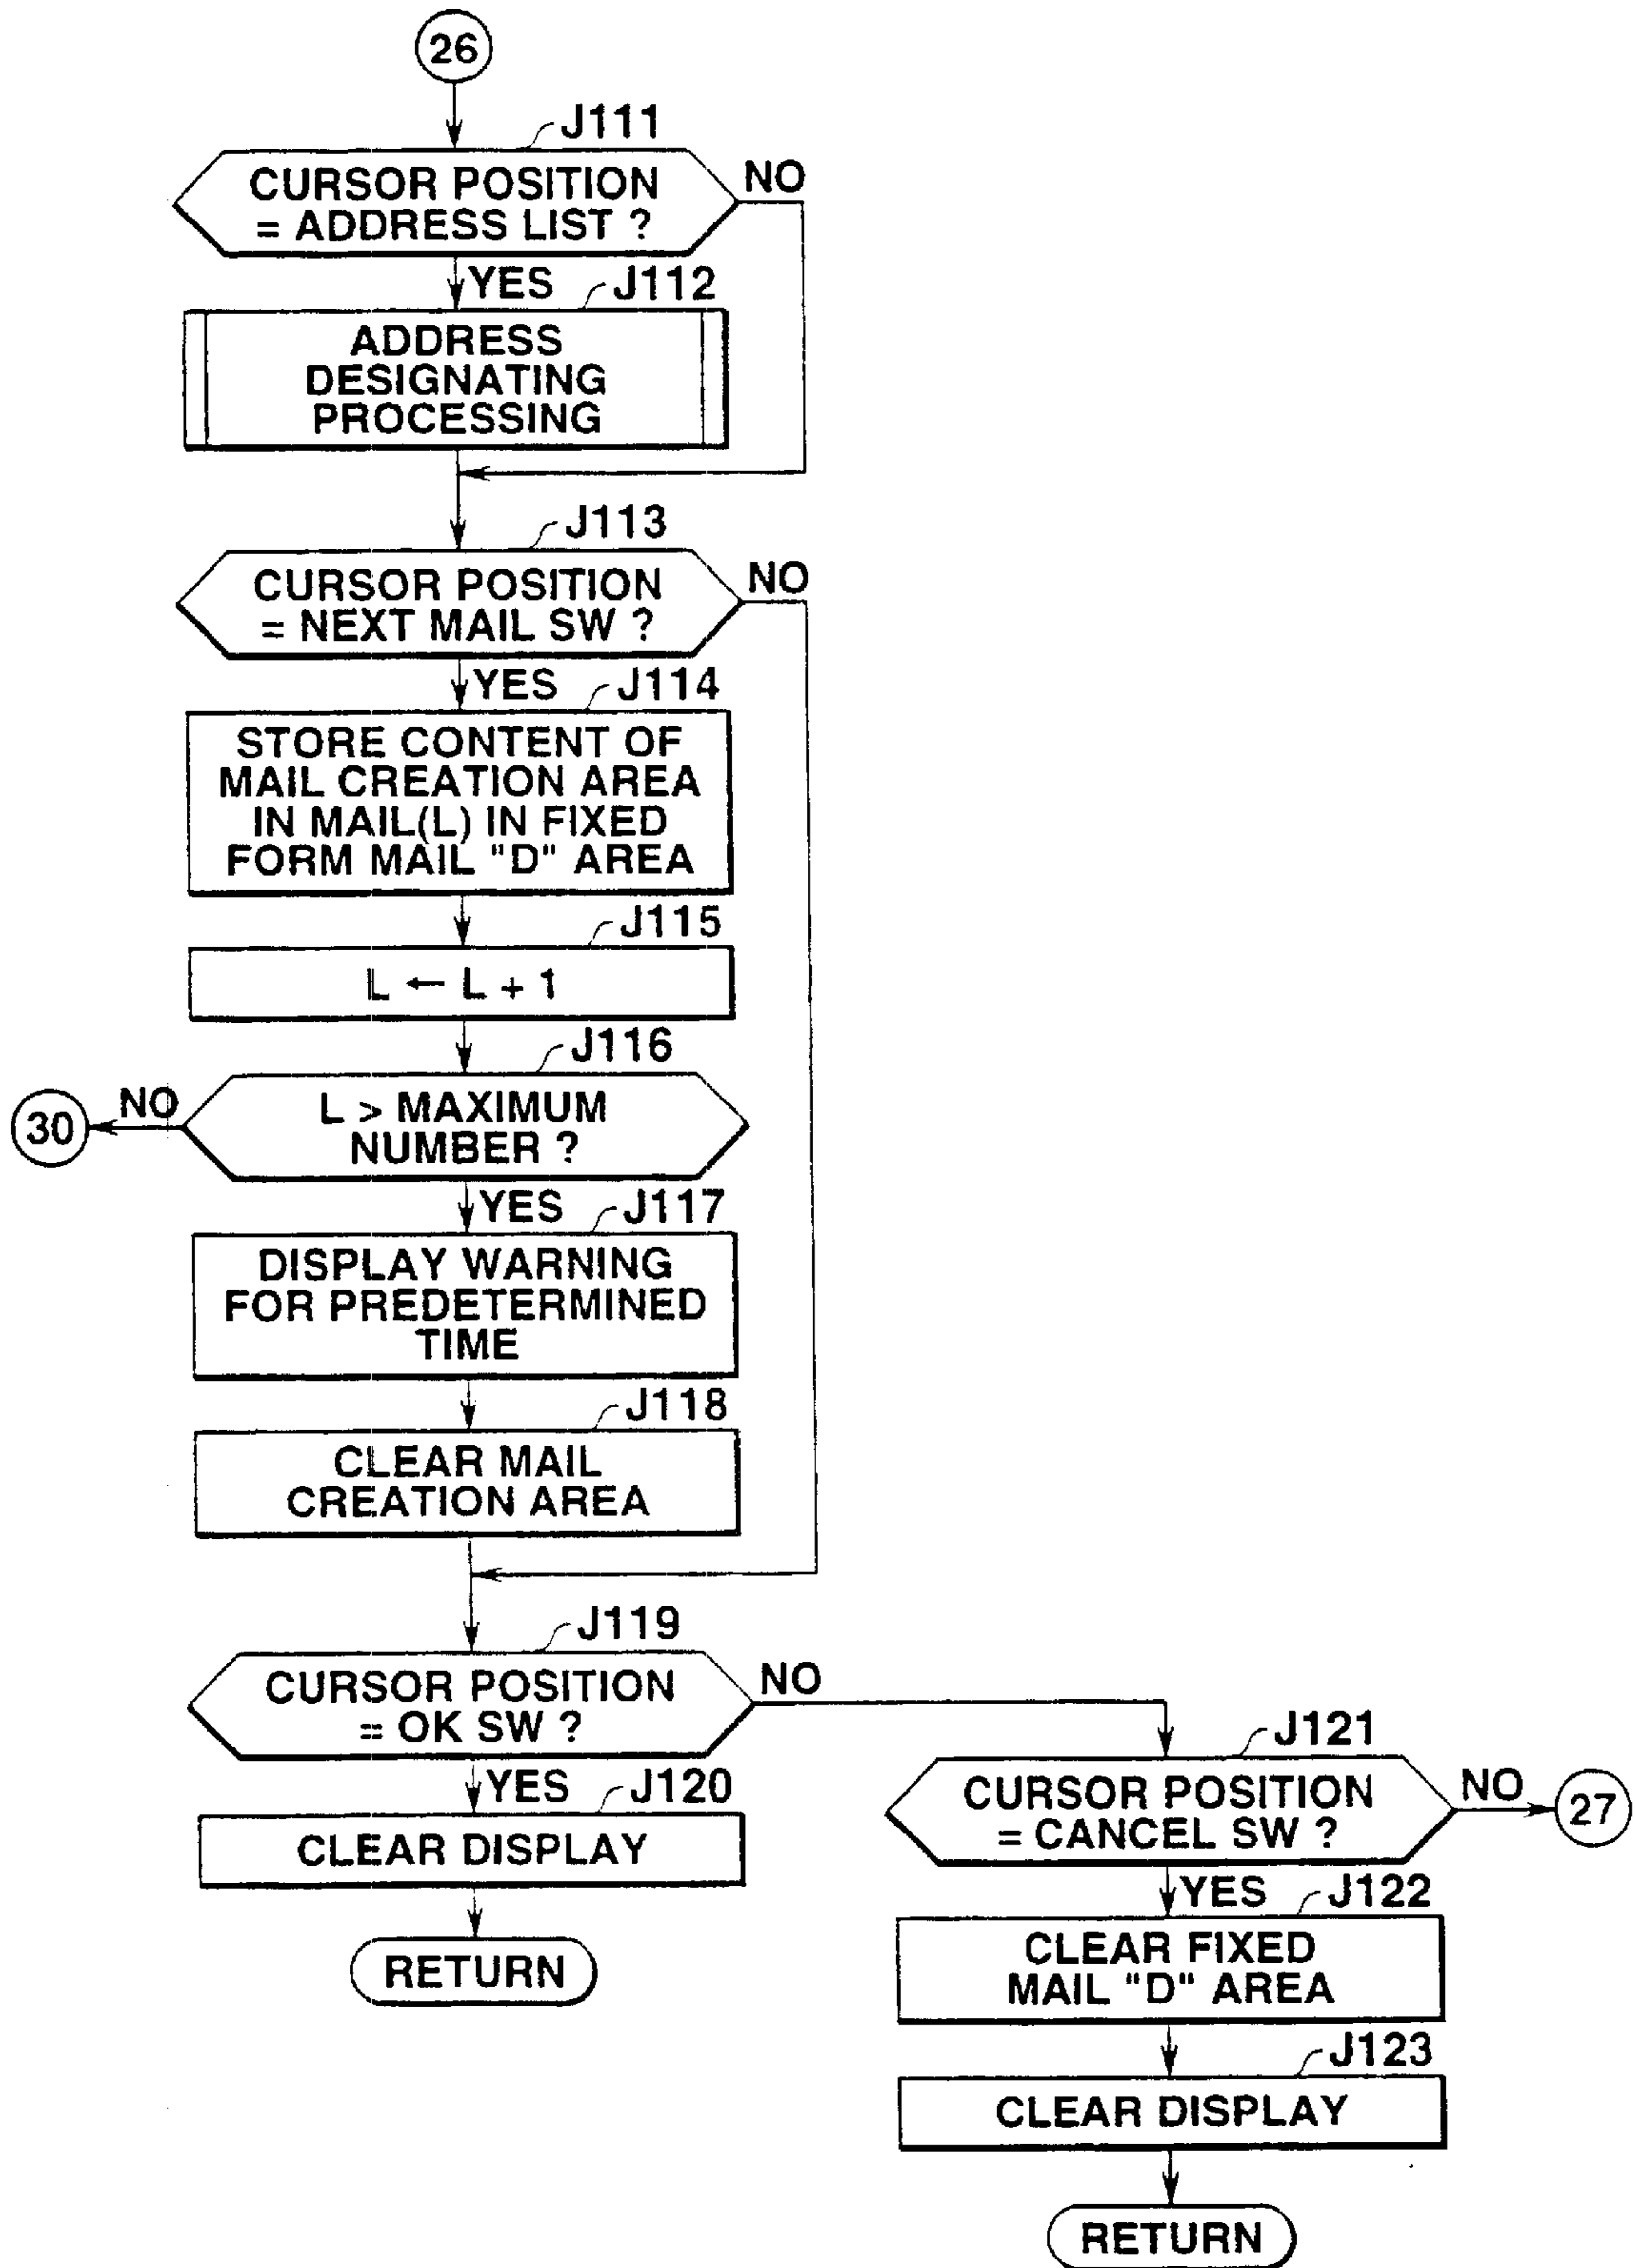 26
J111
CURSOR POSITION
= ADDRESS LIST ?
NO
YES
J112
ADDRESS
DESIGNATING
PROCESSING
J113
CURSOR POSITION
= NEXT MAIL SW ?
NO
YES
J114
STORE CONTENT OF
MAIL CREATION AREA
IN MAIL(L) IN FIXED
FORM MAIL "D" AREA
J115
L ← L + 1
J116
L > MAXIMUM
NUMBER ?
NO
30
YES
J117
DISPLAY WARNING
FOR PREDETERMINED
TIME
J118
CLEAR MAIL
CREATION AREA
J119
CURSOR POSITION
= OK SW ?
NO
YES
J120
CLEAR DISPLAY
RETURN
J121
CURSOR POSITION
= CANCEL SW ?
NO
27
YES
J122
CLEAR FIXED
MAIL "D" AREA
J123
CLEAR DISPLAY
RETURN